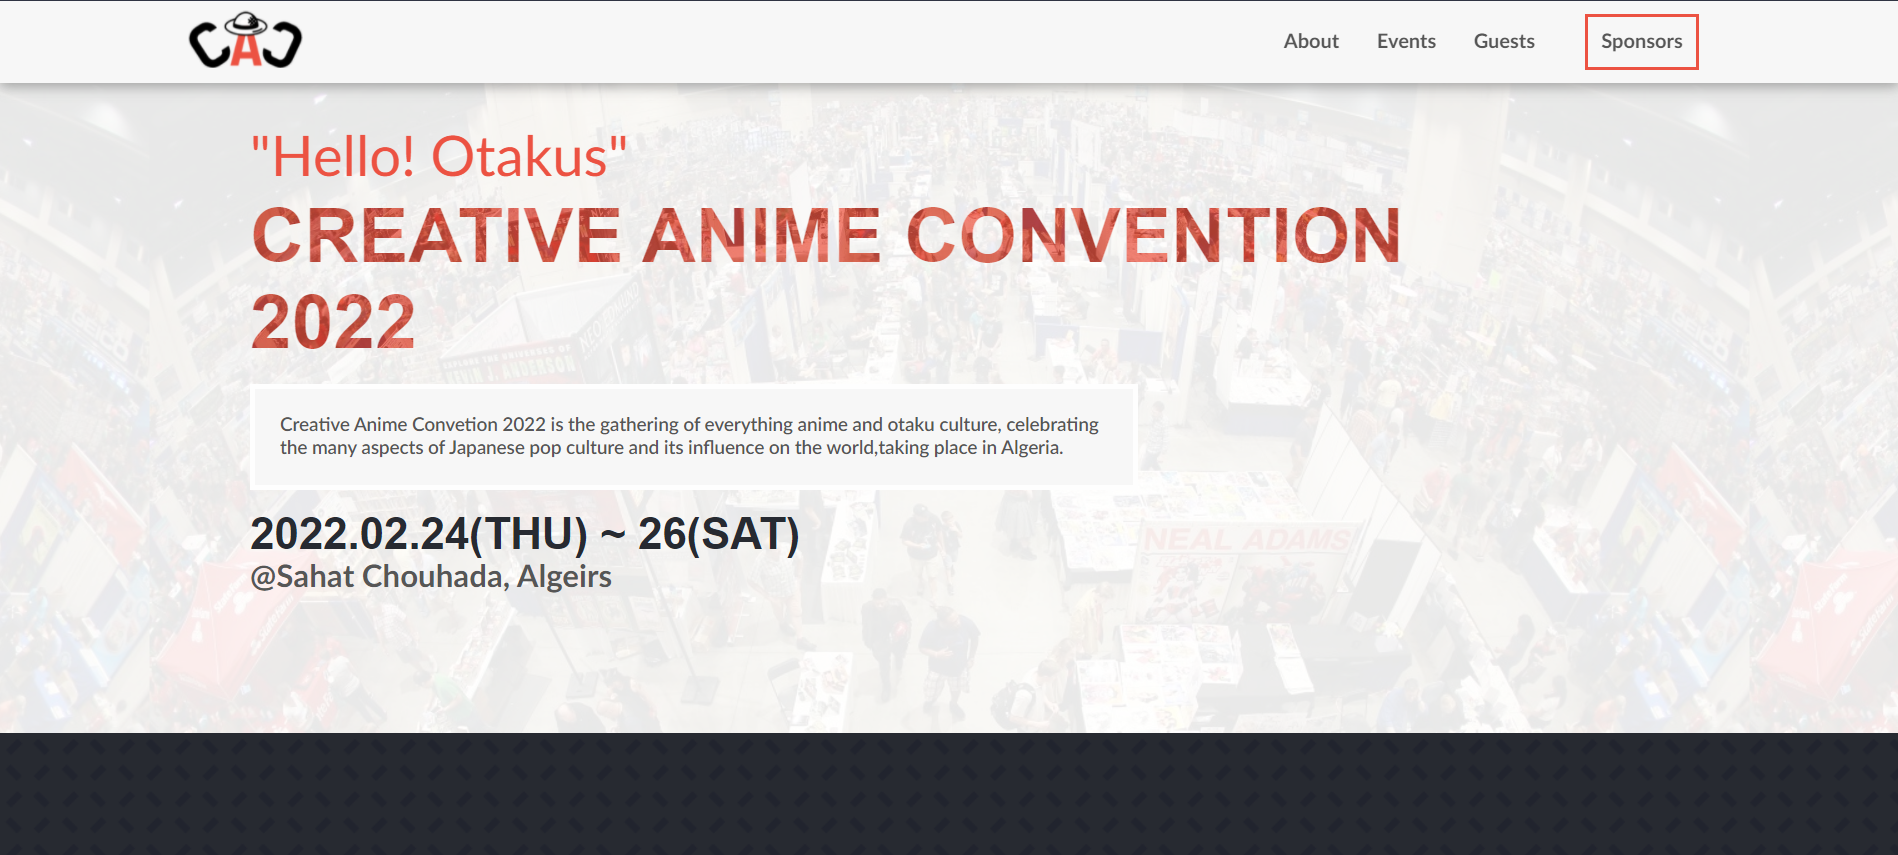 CAC
About Events Guests Sponsors
"Hello! Otakus"
CREATIVE ANIME CONVENTION
2022
Creative Anime Convetion 2022 is the gathering of everything anime and otaku culture, celebrating
the many aspects of Japanese pop culture and its influence on the world,taking place in Algeria.
2022.02.24(THU) ~ 26(SAT)
@Sahat Chouhada, Algeirs
NEAL ADAMS